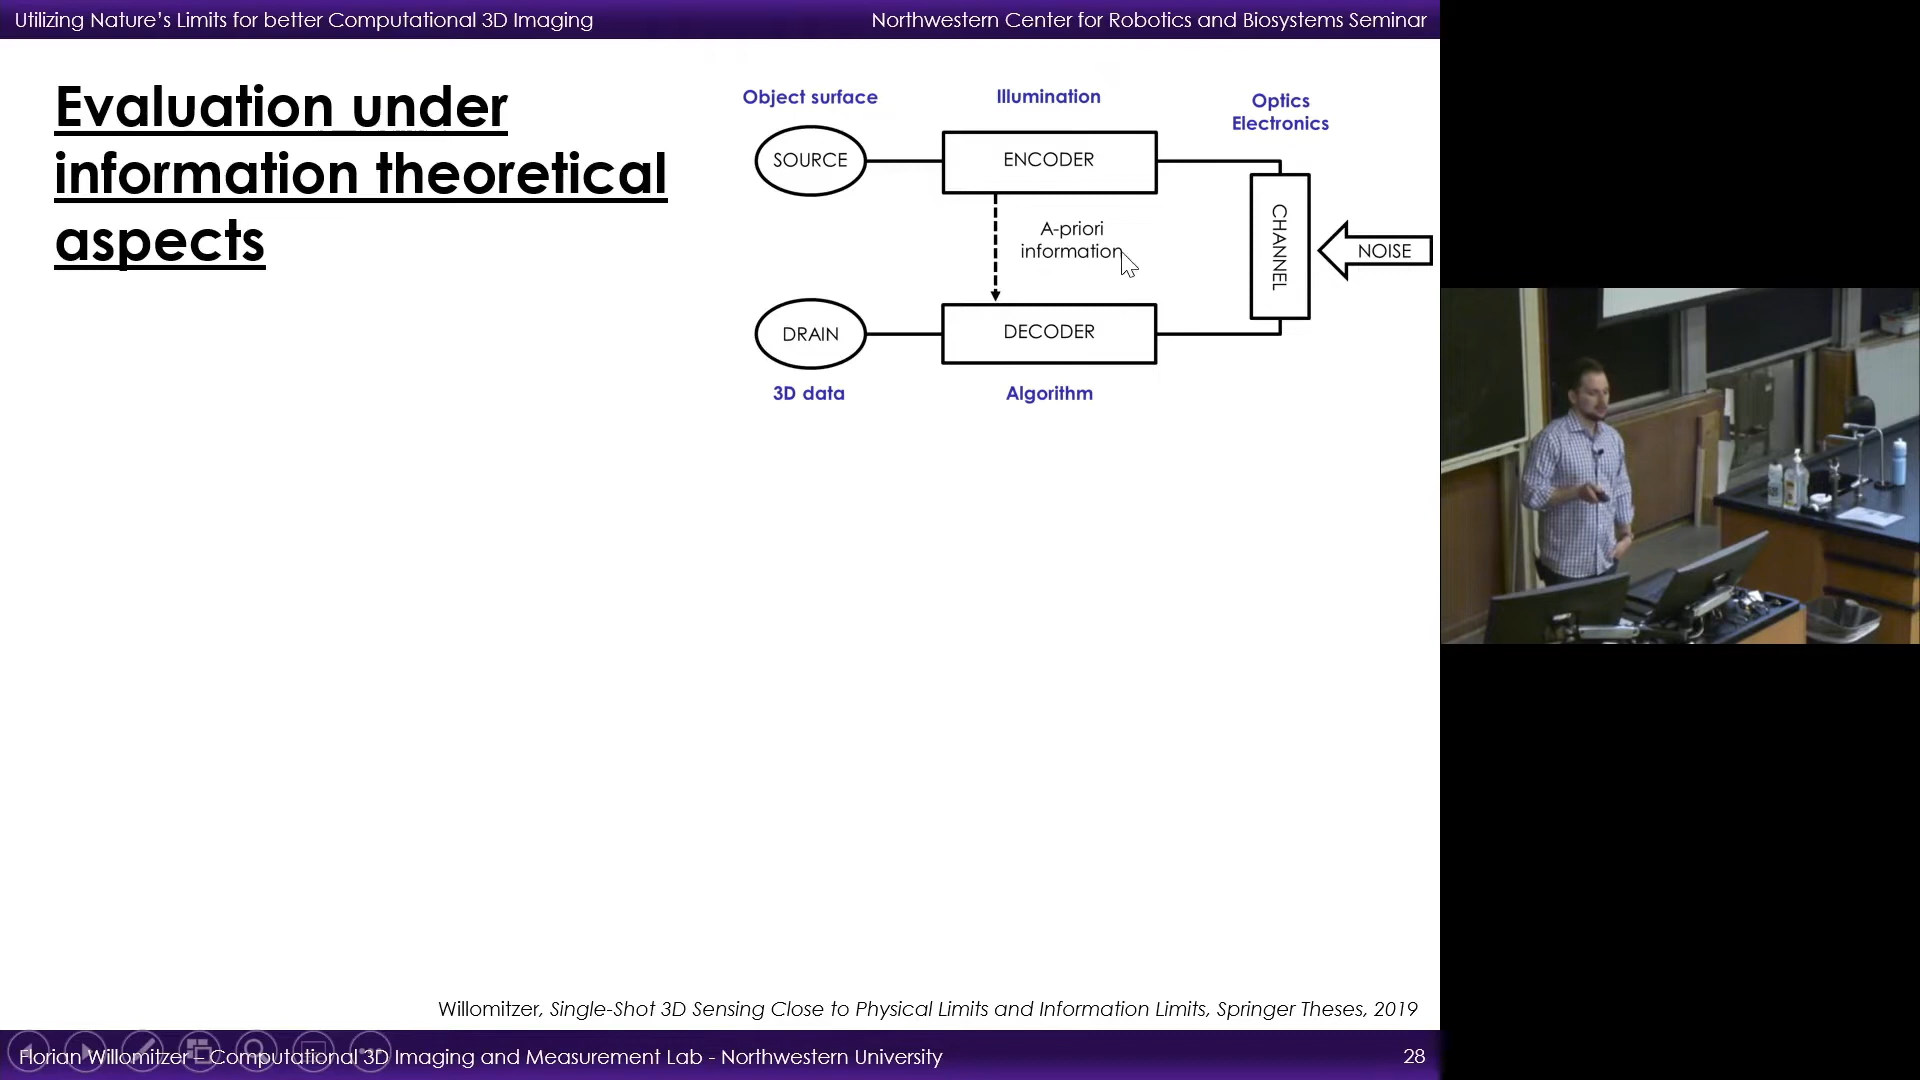 Utilizing Nature’s Limits for better Computational 3D Imaging
Northwestern Center for Robotics and Biosystems Seminar
Evaluation under
information theoretical
aspects
Object surface
Illumination
Optics
Electronics
SOURCE
ENCODER
CHANNEL
NOISE
A-priori
information
DRAIN
DECODER
3D data
Algorithm
Willomitzer, Single-Shot 3D Sensing Close to Physical Limits and Information Limits, Springer Theses, 2019
Florian Willomitzer – Computational 3D Imaging and Measurement Lab - Northwestern University
28